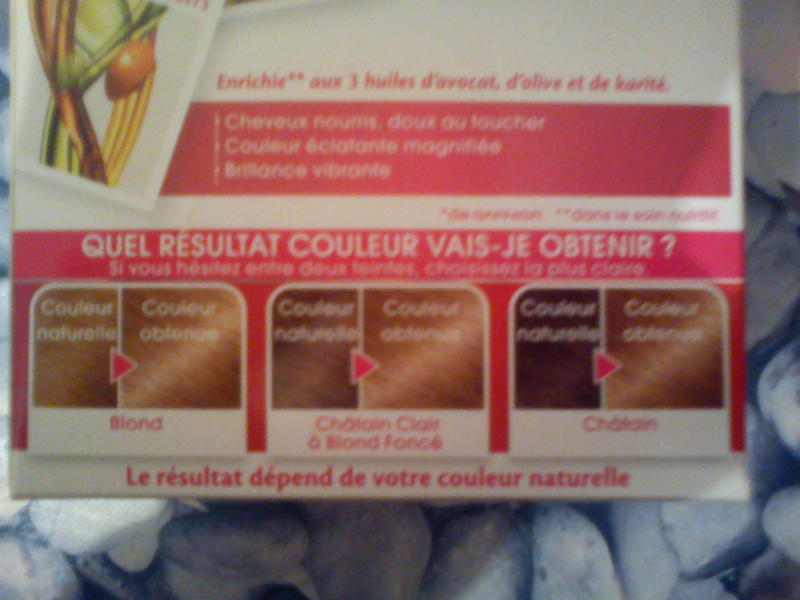 Enrichie** aux 3 huiles d'avocat, d'olive et de karité.
Cheveux nourris, doux au toucher
Couleur éclatante magnifiée
Brillance vibrante
*de GARNIER. **dans le soin nutritif.
QUEL RÉSULTAT COULEUR VAIS-JE OBTENIR ?
Si vous hésitez entre deux teintes, choisissez la plus claire.
Couleur naturelle
Couleur obtenue
Blond
Couleur naturelle
Couleur obtenue
Châtain Clair
à Blond Foncé
Couleur naturelle
Couleur obtenue
Châtain
Le résultat dépend de votre couleur naturelle